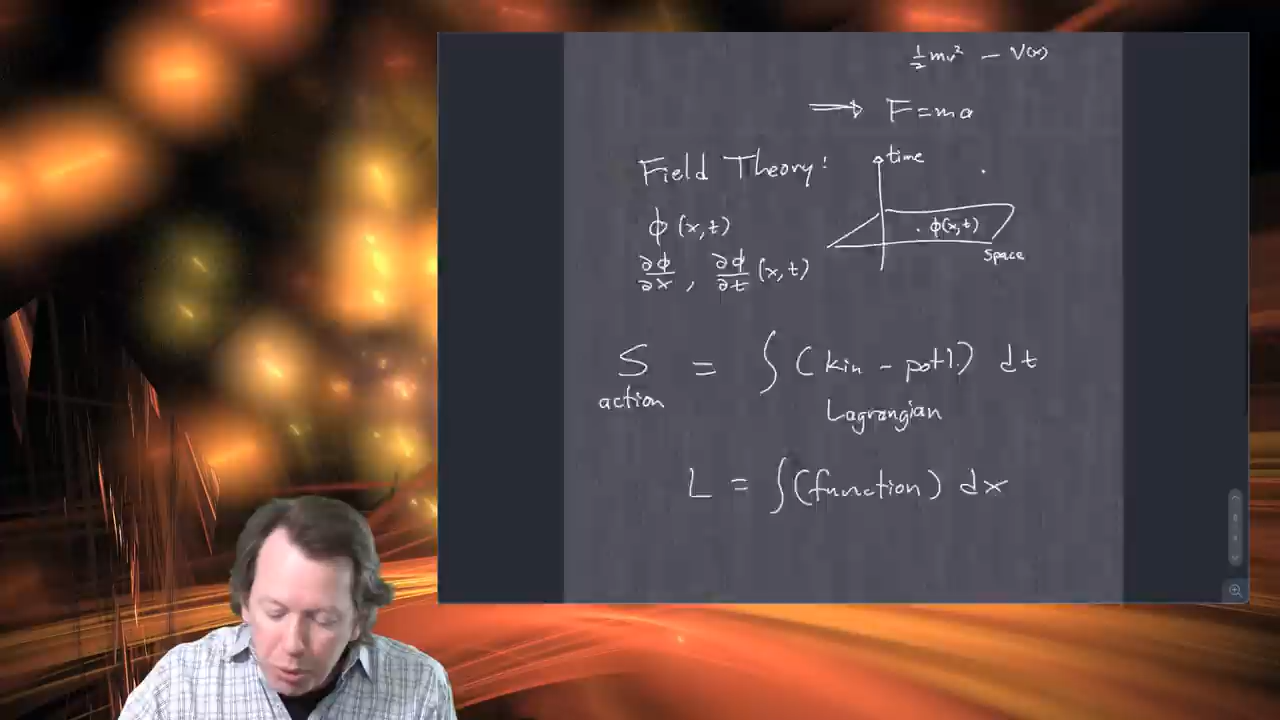 ½mv² − V(x)
⟹ F=ma
Field Theory:
time
ϕ(x,t)
ϕ(x,t)
∂ϕ/∂x , ∂ϕ/∂t (x,t)
Space
S = ∫(kin − pot'l.) dt
action
Lagrangian
L = ∫(function) dx